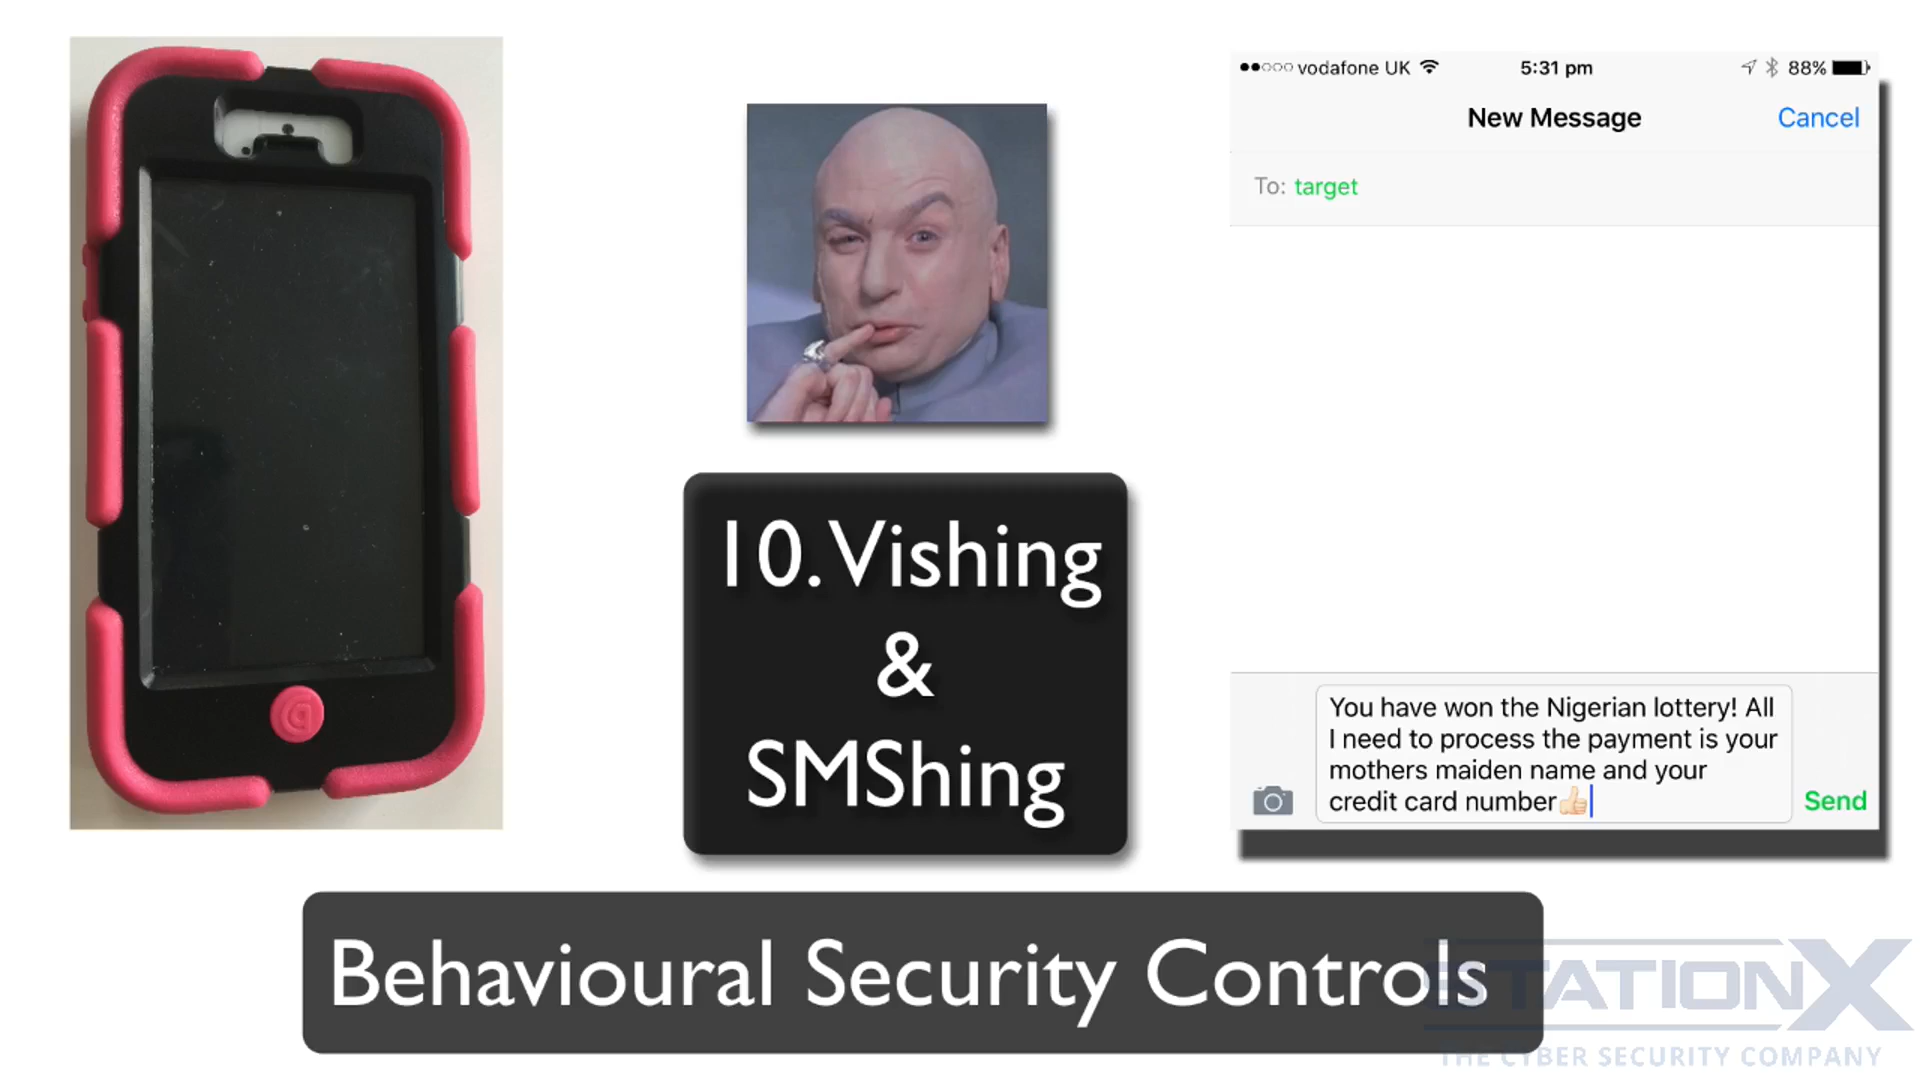 vodafone UK 5:31 pm 88%
New Message Cancel
To: target
10. Vishing
&
SMShing
You have won the Nigerian lottery! All
I need to process the payment is your
mothers maiden name and your
credit card number👍🏻
Send
Behavioural Security Controls
STATIONX
THE CYBER SECURITY COMPANY